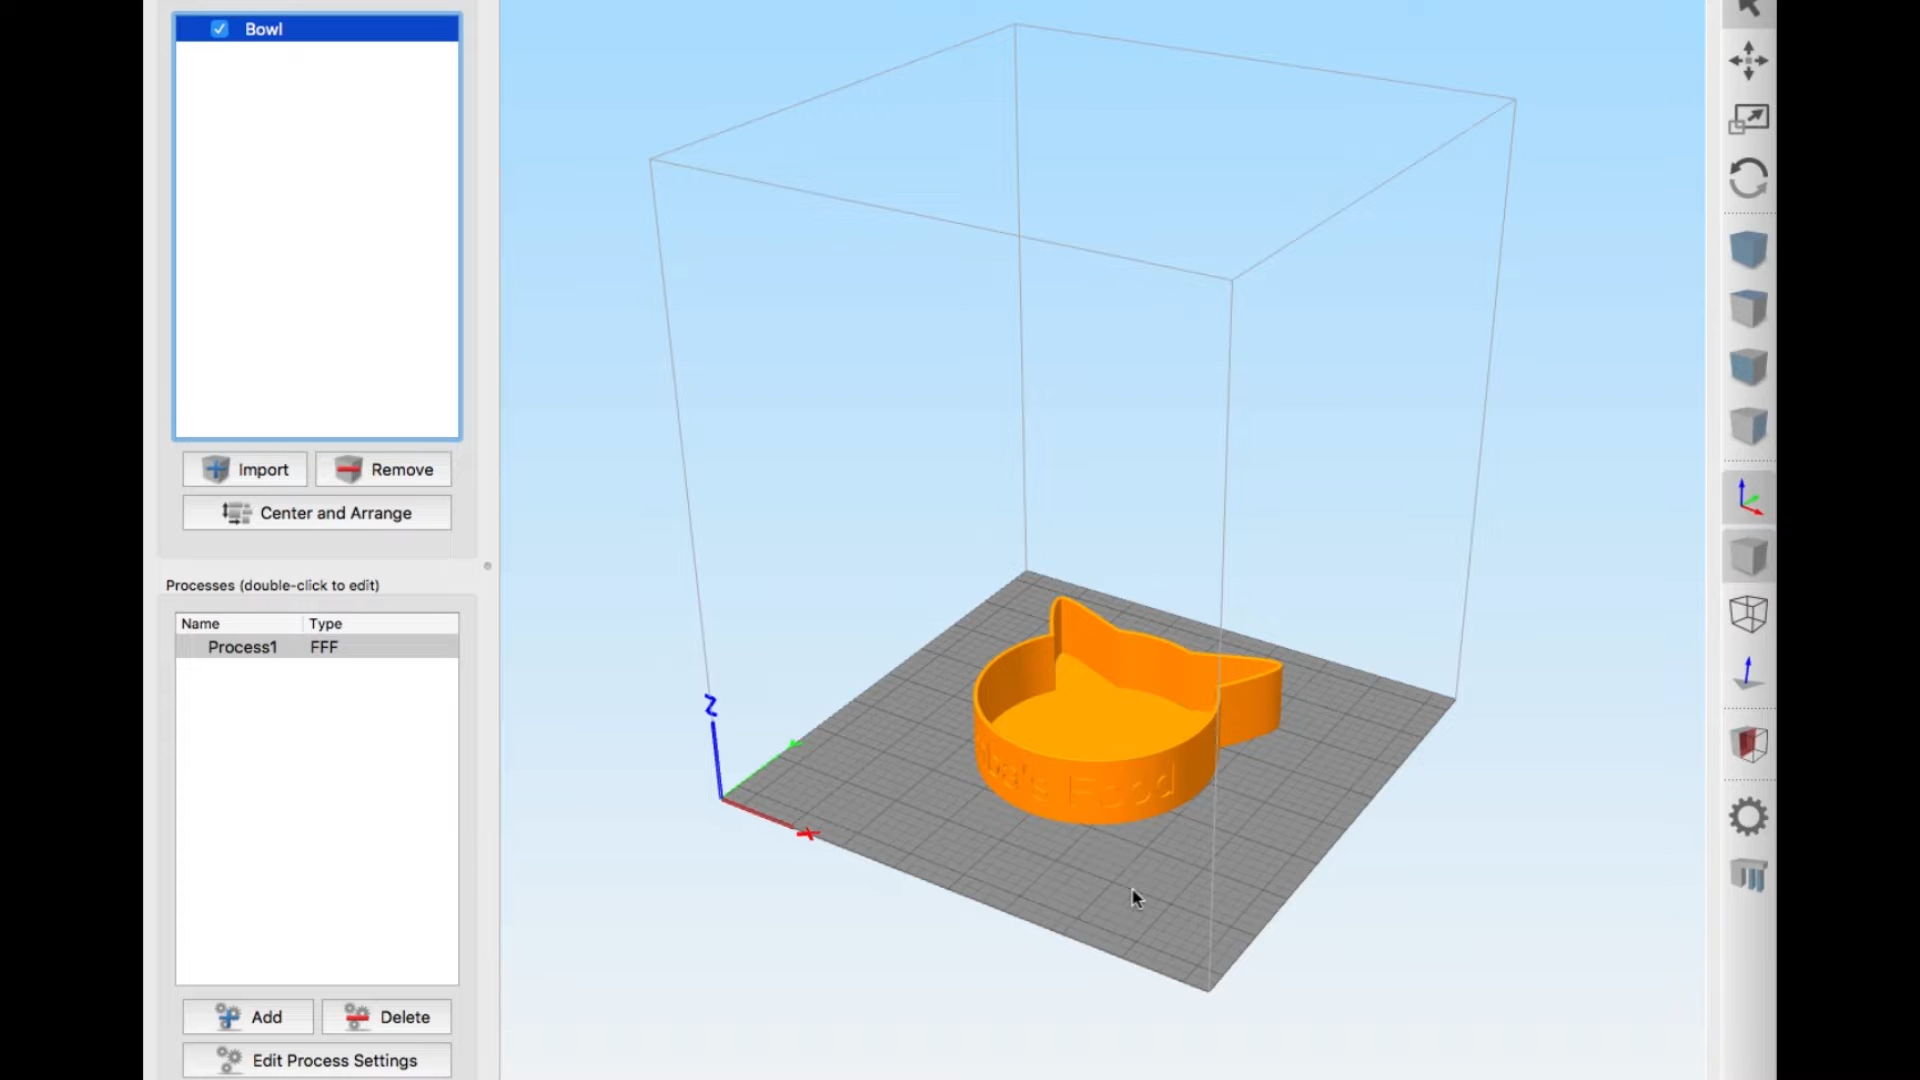 Bowl
Import
Remove
Center and Arrange
Processes (double-click to edit)
Name Type
Process1 FFF
Z
Y
X
Food
Add
Delete
Edit Process Settings